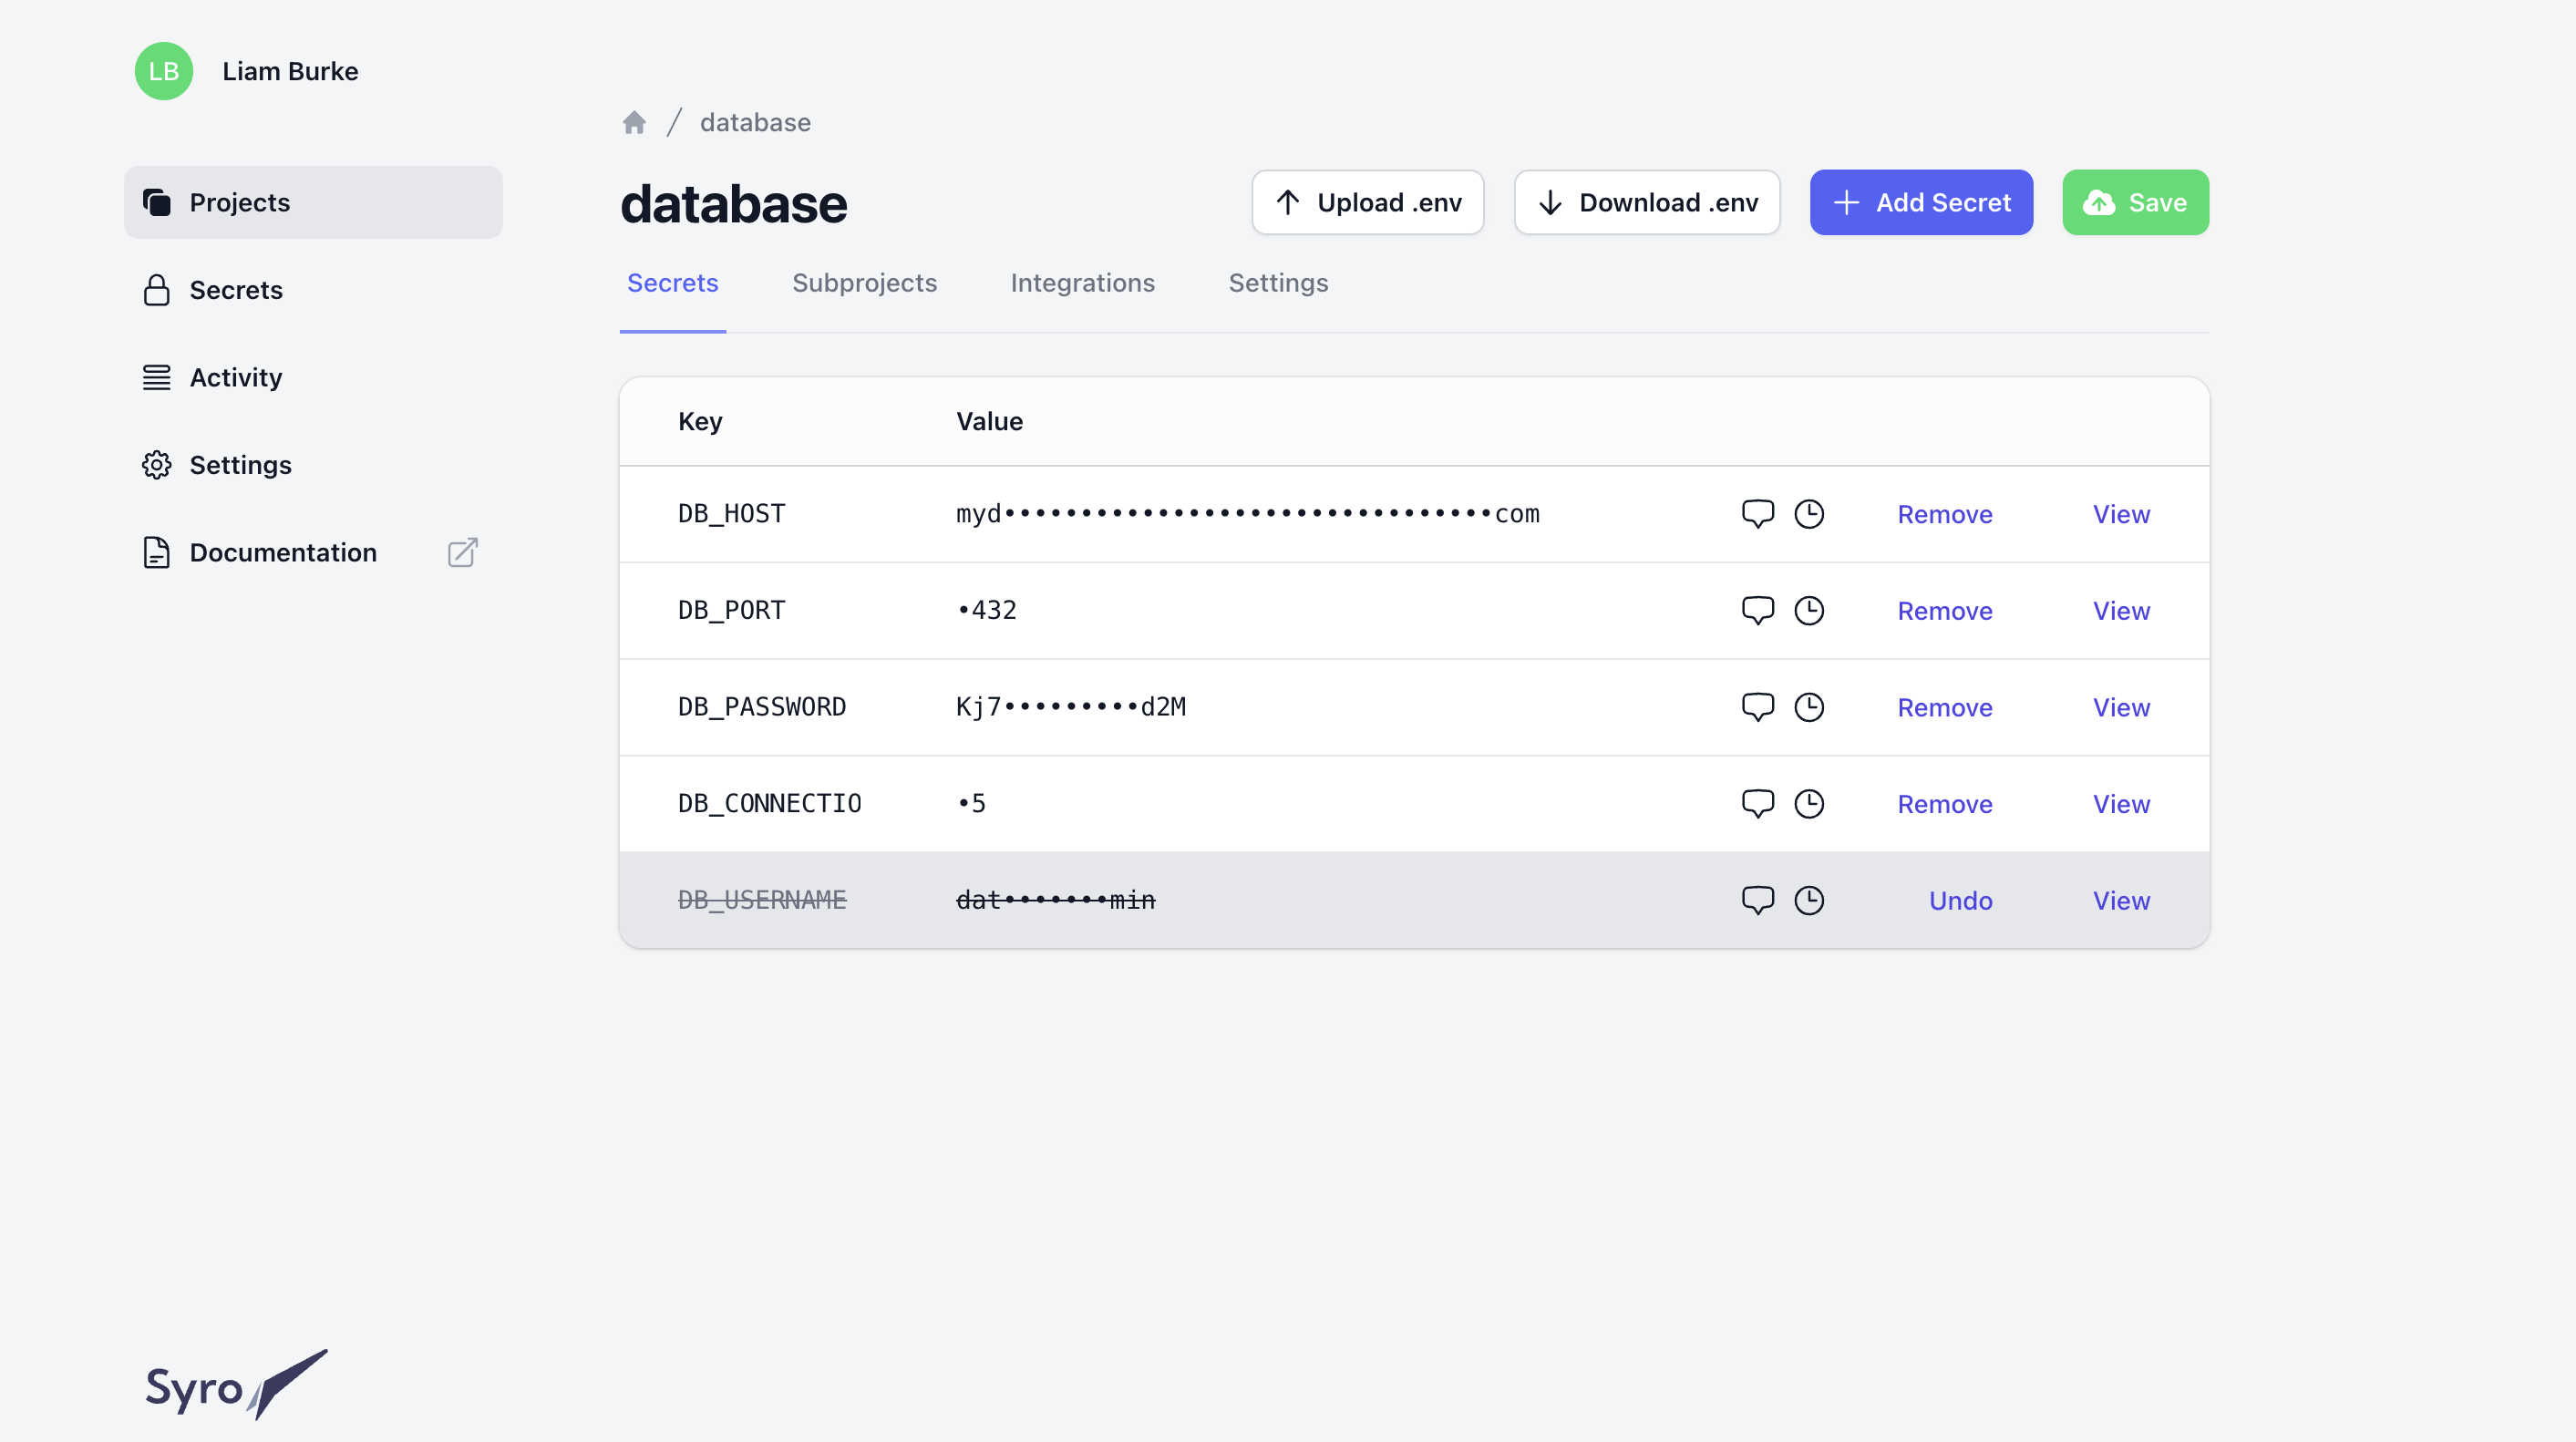 LB Liam Burke
Projects
Secrets
Activity
Settings
Documentation
Syro
/ database
database
Upload .env
Download .env
Add Secret
Save
Secrets Subprojects Integrations Settings
Key Value
DB_HOST myd••••••••••••••••••••••••••••••••com Remove View
DB_PORT •432 Remove View
DB_PASSWORD Kj7•••••••••d2M Remove View
DB_CONNECTIO •5 Remove View
DB_USERNAME dat•••••••min Undo View